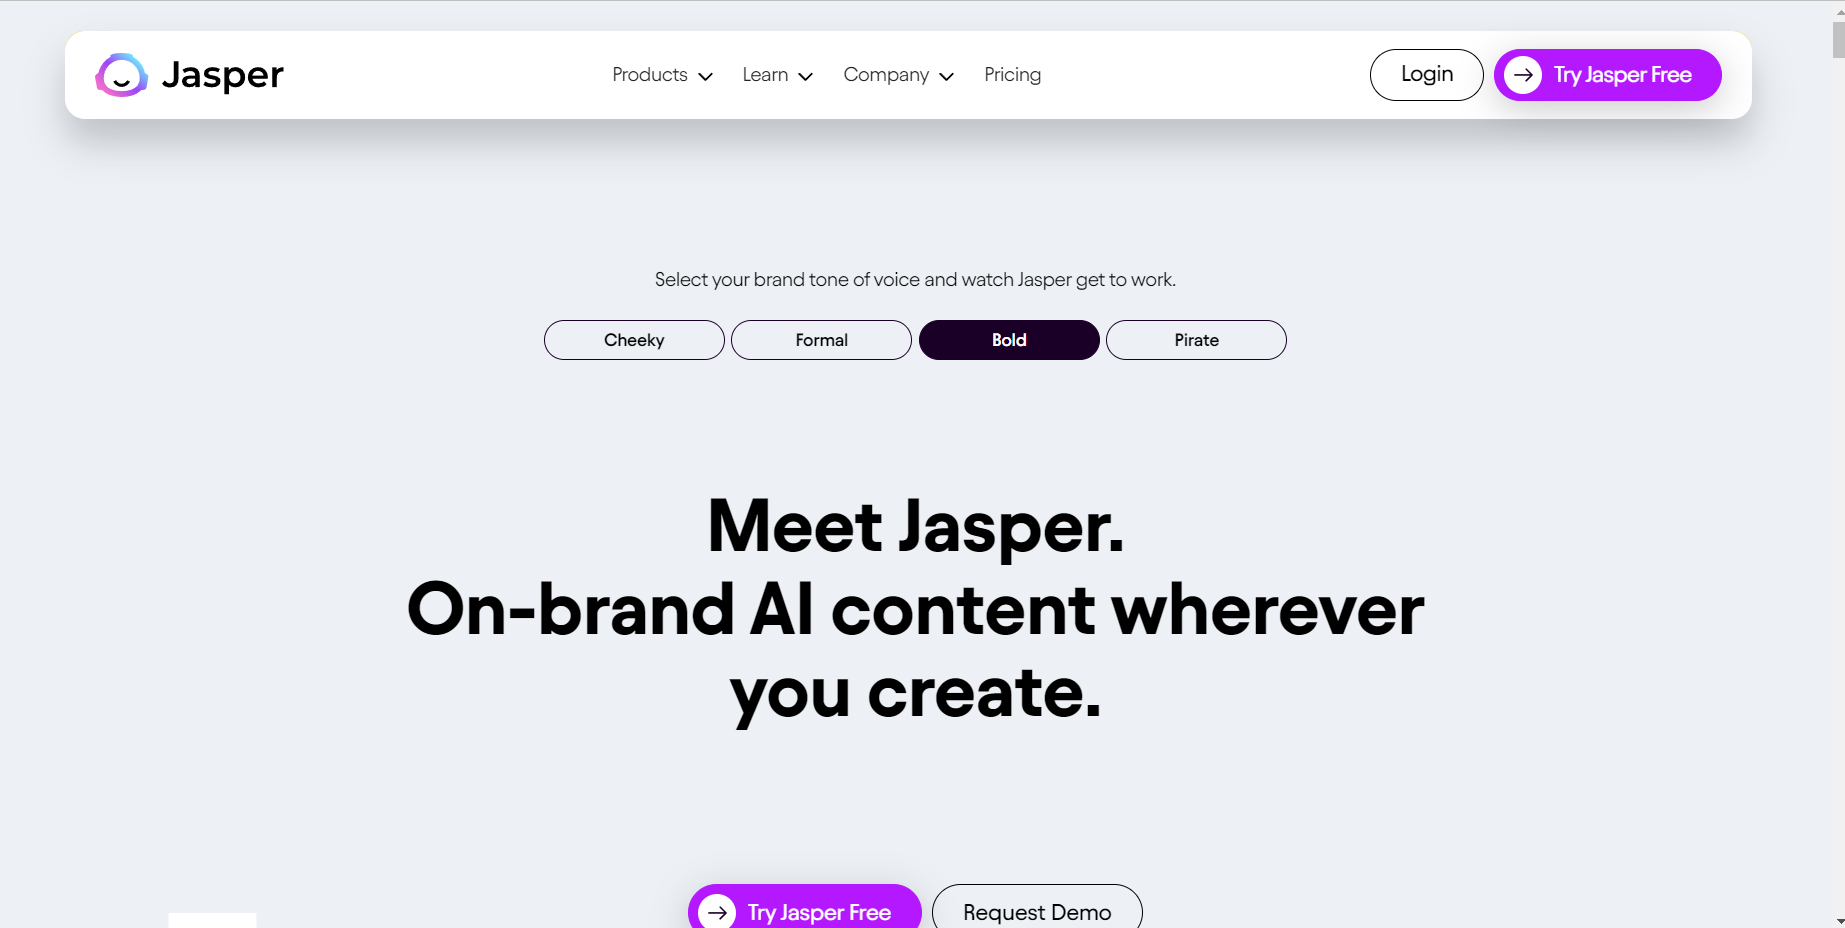 Jasper
Products
Learn
Company
Pricing
Login
Try Jasper Free
Select your brand tone of voice and watch Jasper get to work.
Cheeky
Formal
Bold
Pirate
Meet Jasper.
On-brand AI content wherever
you create.
Try Jasper Free
Request Demo